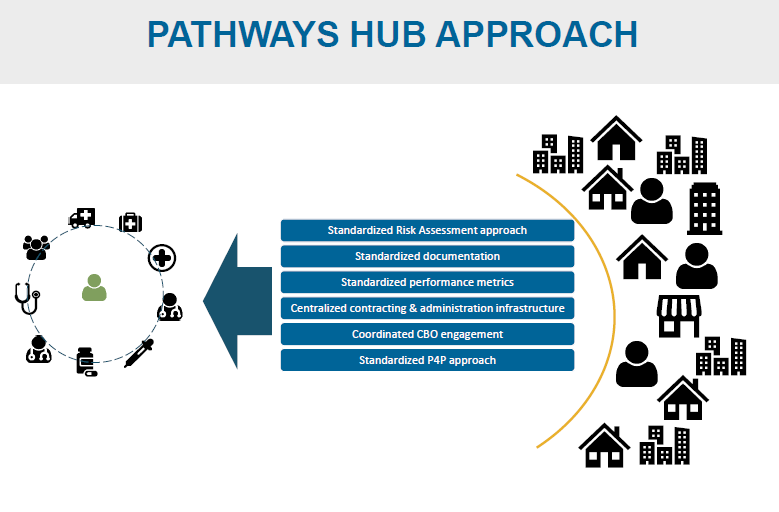 PATHWAYS HUB APPROACH
Standardized Risk Assessment approach
Standardized documentation
Standardized performance metrics
Centralized contracting & administration infrastructure
Coordinated CBO engagement
Standardized P4P approach